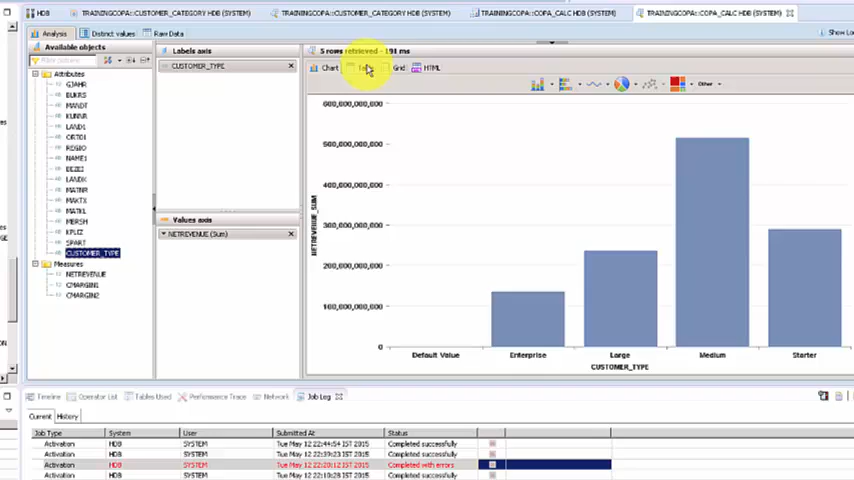 HDB TRAININGCOPA::CUSTOMER_CATEGORY HDB (SYSTEM) TRAININGCOPA::CUSTOMER_CATEGORY HDB (SYSTEM) TRAININGCOPA::COPA_CALC HDB (SYSTEM) TRAININGCOPA::COPA_CALC HDB (SYSTEM)
Analysis Distinct values Raw Data Show Lo
Available objects Labels axis 5 rows retrieved - 191 ms
Filter options CUSTOMER_TYPE Chart Grid HTML
Other
Attributes
GJAHR
BUKRS
MANDT
KUNNR
LAND1
ORT01
REGIO
NAME1
BEZEI
LANDX
MATNR
MAKTX
MATKL
MEINSH
KPLIZ
SPART
CUSTOMER_TYPE
Measures
NETREVENUE
CMARGIN1
CMARGIN2
Values axis
NETREVENUE (Sum)
600,000,000,000
500,000,000,000
400,000,000,000
300,000,000,000
200,000,000,000
100,000,000,000
0
NETREVENUE_SUM
Default Value Enterprise Large Medium Starter
CUSTOMER_TYPE
Timeline Operator List Tables Used Performance Trace Network Job Log
Current History
Job Type System User Submitted At Status
Activation HDB SYSTEM Tue May 12 22:44:54 IST 2015 Completed successfully
Activation HDB SYSTEM Tue May 12 22:39:23 IST 2015 Completed successfully
Activation HDB SYSTEM Tue May 12 22:20:12 IST 2015 Completed with errors
Activation HDB SYSTEM Tue May 12 22:10:28 IST 2015 Completed successfully